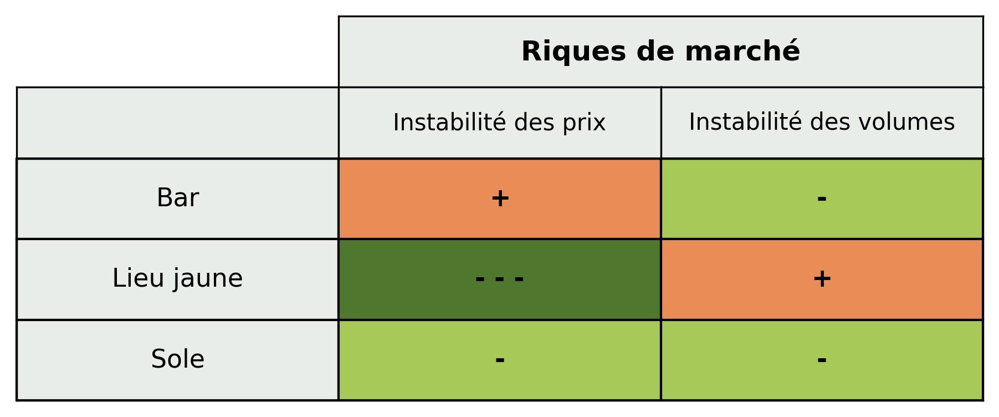 Riques de marché
Instabilité des prix Instabilité des volumes
Bar + -
Lieu jaune - - - +
Sole - -